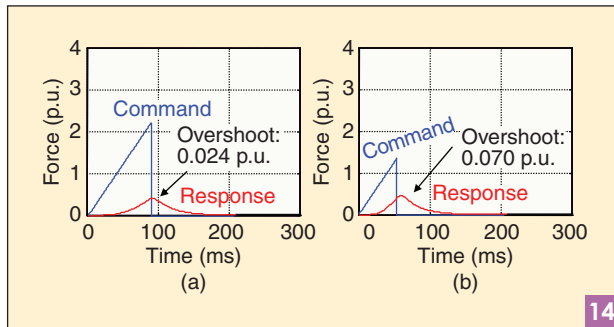 4
3
2
1
0
Force (p.u.)
Command
Overshoot:
0.024 p.u.
Response
0 100 200 300
Time (ms)
(a)
4
3
2
1
0
Force (p.u.)
Command
Overshoot:
0.070 p.u.
Response
0 100 200 300
Time (ms)
(b)
14